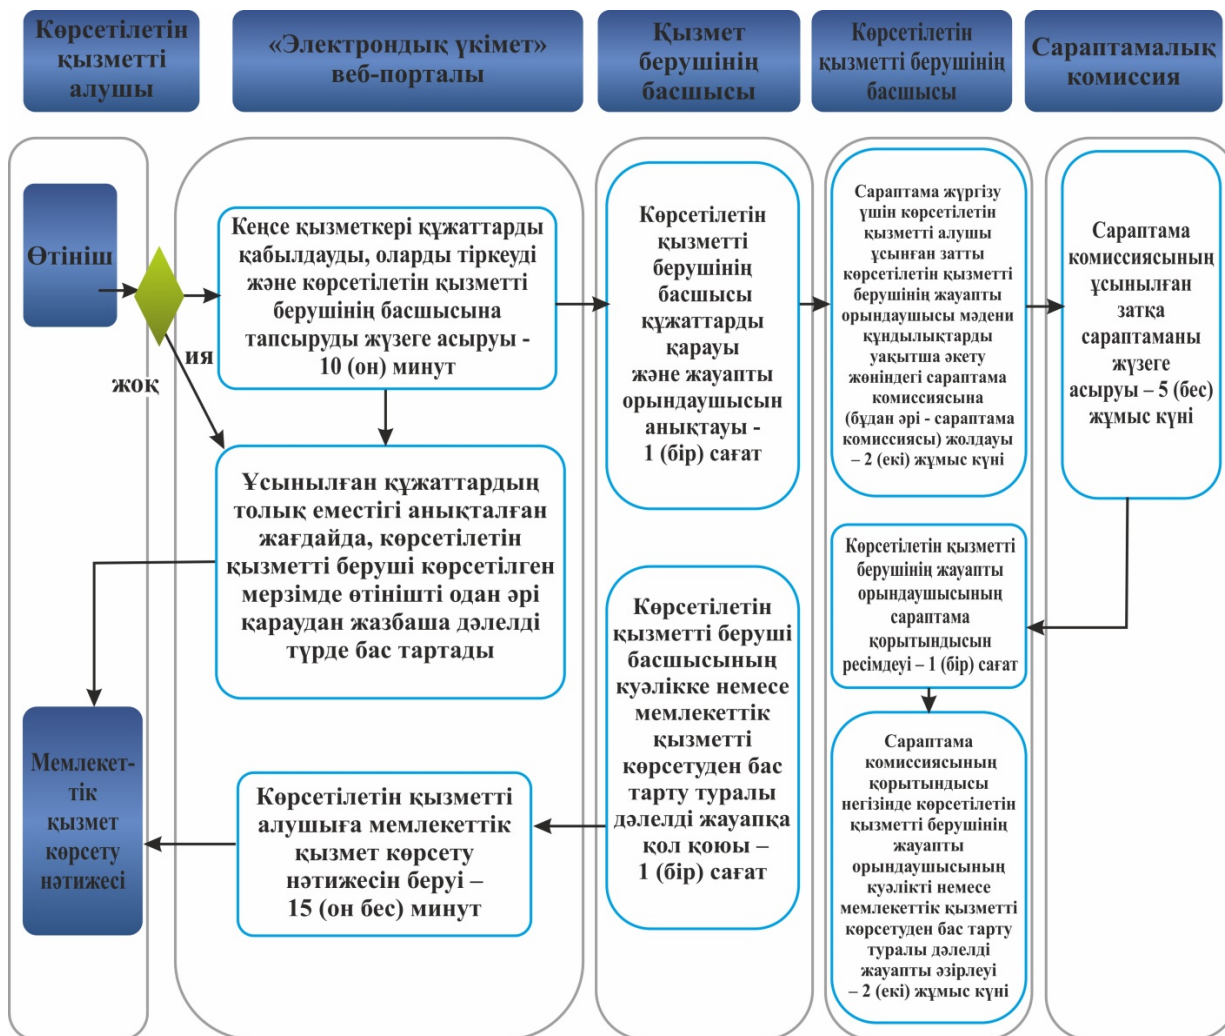 Көрсетілетін
қызметті
алушы
«Электрондық үкімет»
веб-порталы
Қызмет
берушінің
басшысы
Көрсетілетін
қызметті берушінің
басшысы
Сараптамалық
комиссия
Өтініш
ия
жоқ
Кеңсе қызметкері құжаттарды
қабылдауды, оларды тіркеуді
және көрсетілетін қызметті
берушінің басшысына
тапсыруды жүзеге асыруы -
10 (он) минут
Ұсынылған құжаттардың
толық еместігі анықталған
жағдайда, көрсетілетін
қызметті беруші көрсетілген
мерзімде өтінішті одан әрі
қараудан жазбаша дәлелді
түрде бас тартады
Көрсетілетін
қызметті
берушінің
басшысы
құжаттарды
қарауы
және жауапты
орындаушысын
анықтауы -
1 (бір) сағат
Сараптама жүргізу
үшін көрсетілетін
қызметті алушы
ұсынған затты
көрсетілетін қызметті
берушінің жауапты
орындаушысы мәдени
құндылықтарды
уақытша әкету
жөніндегі сараптама
комиссиясына
(бұдан әрі - сараптама
комиссиясы) жолдауы
– 2 (екі) жұмыс күні
Сараптама
комиссиясының
ұсынылған
затқа
сараптаманы
жүзеге
асыруы – 5 (бес)
жұмыс күні
Көрсетілетін қызметті
берушінің жауапты
орындаушысының
сараптама
қорытындысын
ресімдеуі – 1 (бір) сағат
Сараптама
комиссиясының
қорытындысы
негізінде көрсетілетін
қызметті берушінің
жауапты
орындаушысының
куәлікті немесе
мемлекеттік қызметті
көрсетуден бас тарту
туралы дәлелді
жауапты әзірлеуі
– 2 (екі) жұмыс күні
Көрсетілетін
қызметті беруші
басшысының
куәлікке немесе
мемлекеттік
қызметті
көрсетуден бас
тарту туралы
дәлелді жауапқа
қол қоюы –
1 (бір) сағат
Көрсетілетін қызметті
алушыға мемлекеттік
қызмет көрсету
нәтижесін беруі –
15 (он бес) минут
Мемлекет-
тік
қызмет
көрсету
нәтижесі